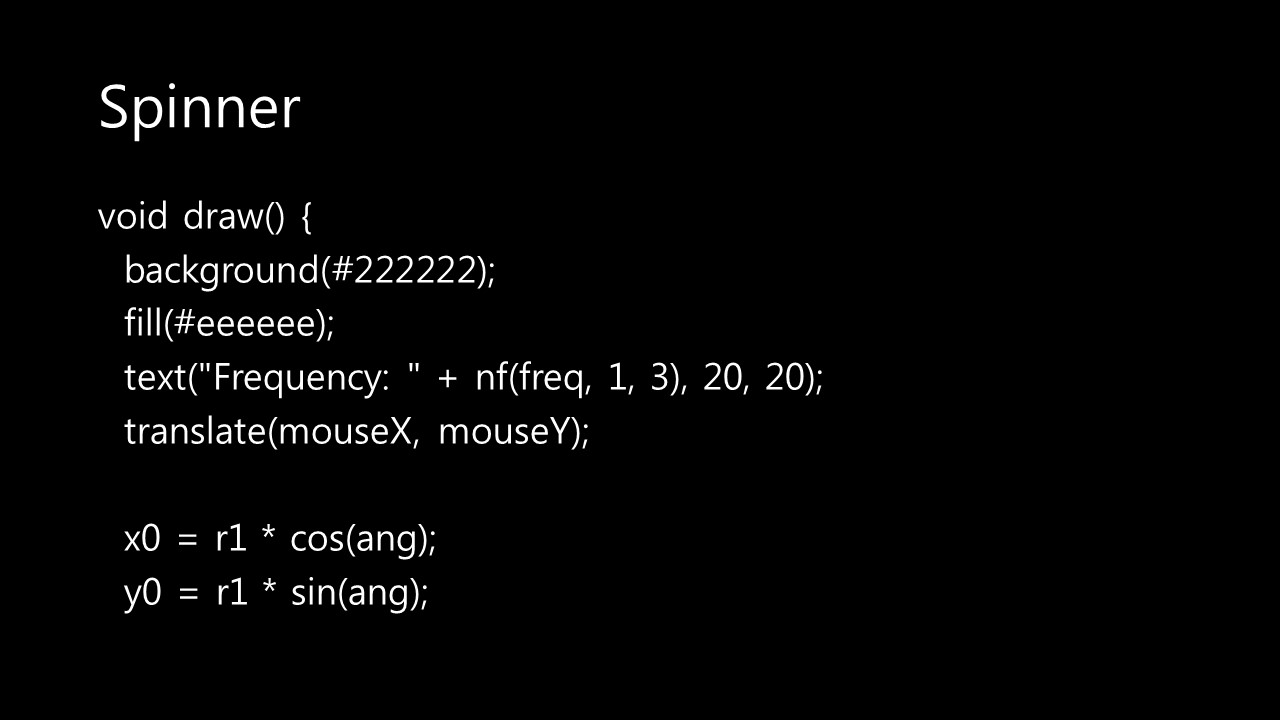 Spinner
void draw() {
background(#222222);
fill(#eeeeee);
text("Frequency: " + nf(freq, 1, 3), 20, 20);
translate(mouseX, mouseY);
x0 = r1 * cos(ang);
y0 = r1 * sin(ang);